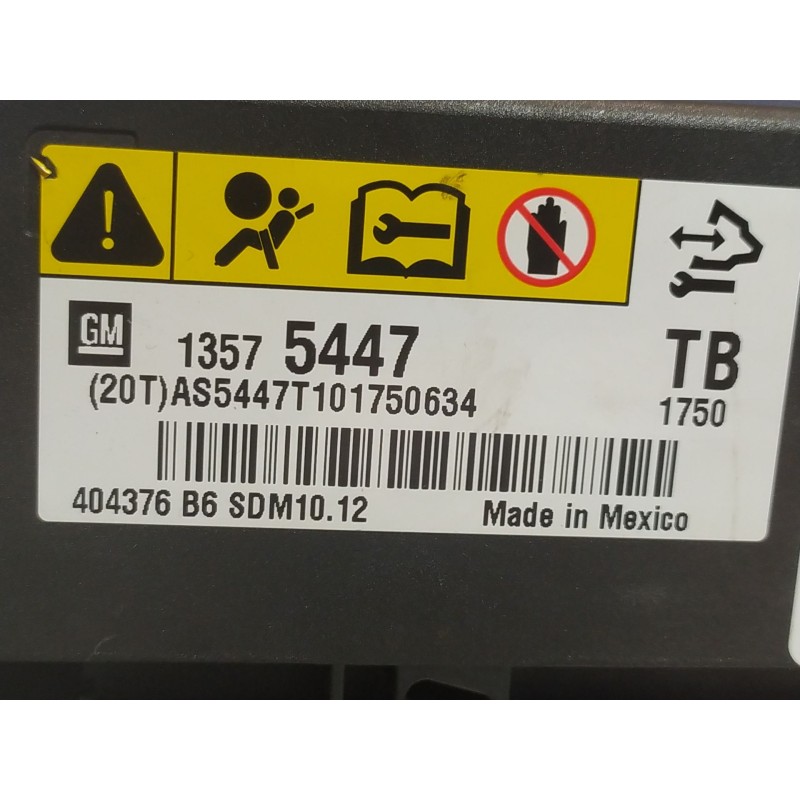 GM 1357 5447 TB
(20T)AS5447T101750634 1750
404376 B6 SDM10.12 Made in Mexico